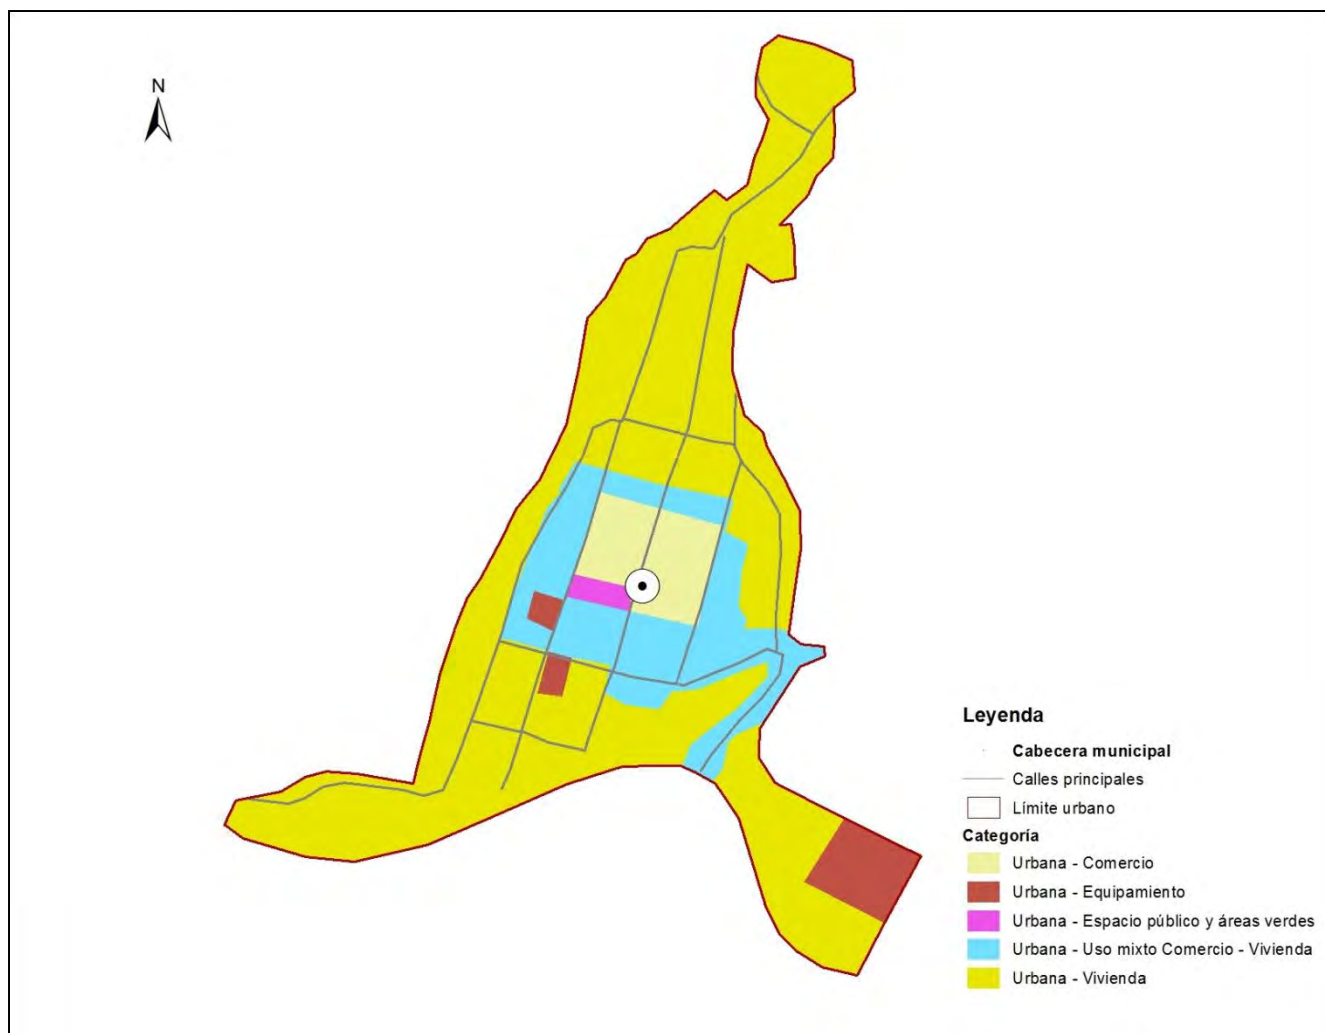 N
Leyenda
Cabecera municipal
Calles principales
Límite urbano
Categoría
Urbana - Comercio
Urbana - Equipamiento
Urbana - Espacio público y áreas verdes
Urbana - Uso mixto Comercio - Vivienda
Urbana - Vivienda